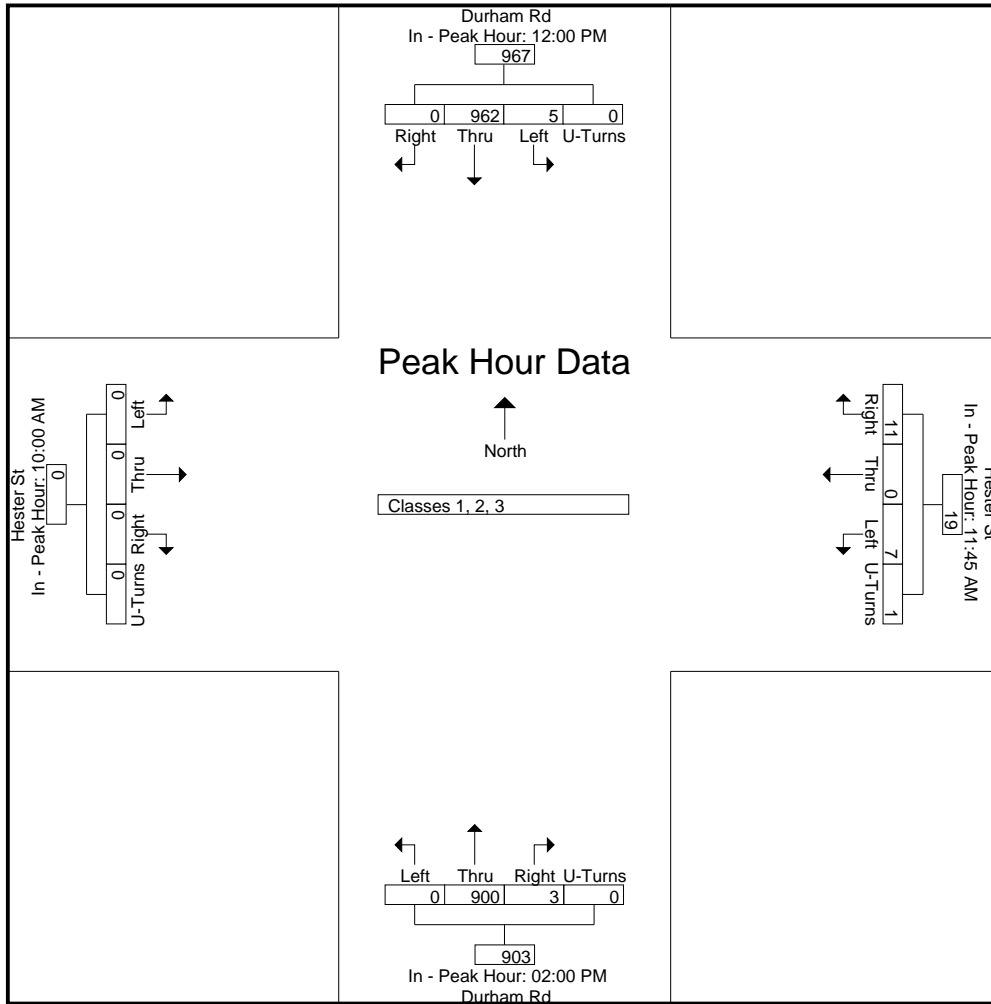 Durham Rd
In - Peak Hour: 12:00 PM
967
0 962 5 0
Right Thru Left U-Turns
Peak Hour Data
North
Classes 1, 2, 3
Hester St
In - Peak Hour: 10:00 AM
0
0 0 0 0
Left Thru Right U-Turns
Hester St
In - Peak Hour: 11:45 AM
19
11 0 7 1
Right Thru Left U-Turns
Left Thru Right U-Turns
0 900 3 0
903
In - Peak Hour: 02:00 PM
Durham Rd